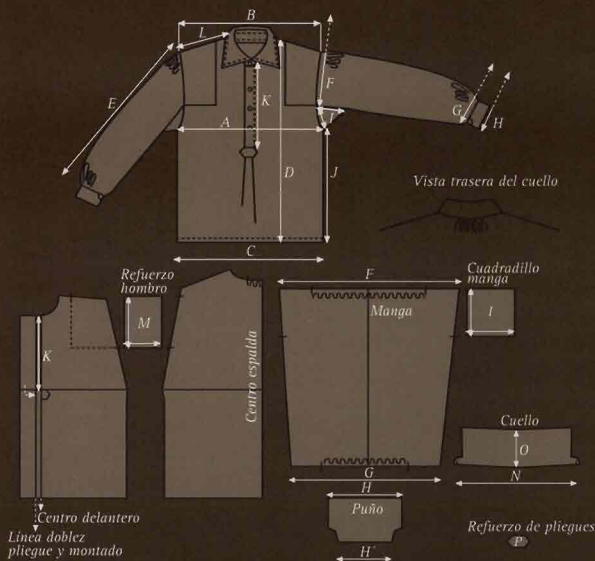 B
L
E
F
K
G
H
I
A
D
J
C
Vista trasera del cuello
Refuerzo
hombro
M
K
Centro espalda
F
Manga
Cuadradillo
manga
I
G
Cuello
O
N
H
Puño
H'
Refuerzo de pliegues
P
Centro delantero
Línea doblez
pliegue y montado